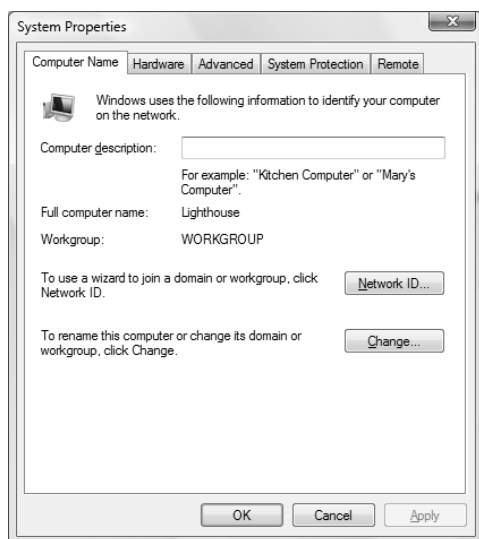 System Properties
Computer Name Hardware Advanced System Protection Remote
Windows uses the following information to identify your computer
on the network.
Computer description:
For example: "Kitchen Computer" or "Mary's
Computer".
Full computer name: Lighthouse
Workgroup: WORKGROUP
To use a wizard to join a domain or workgroup, click
Network ID.
Network ID...
To rename this computer or change its domain or
workgroup, click Change.
Change...
OK Cancel Apply